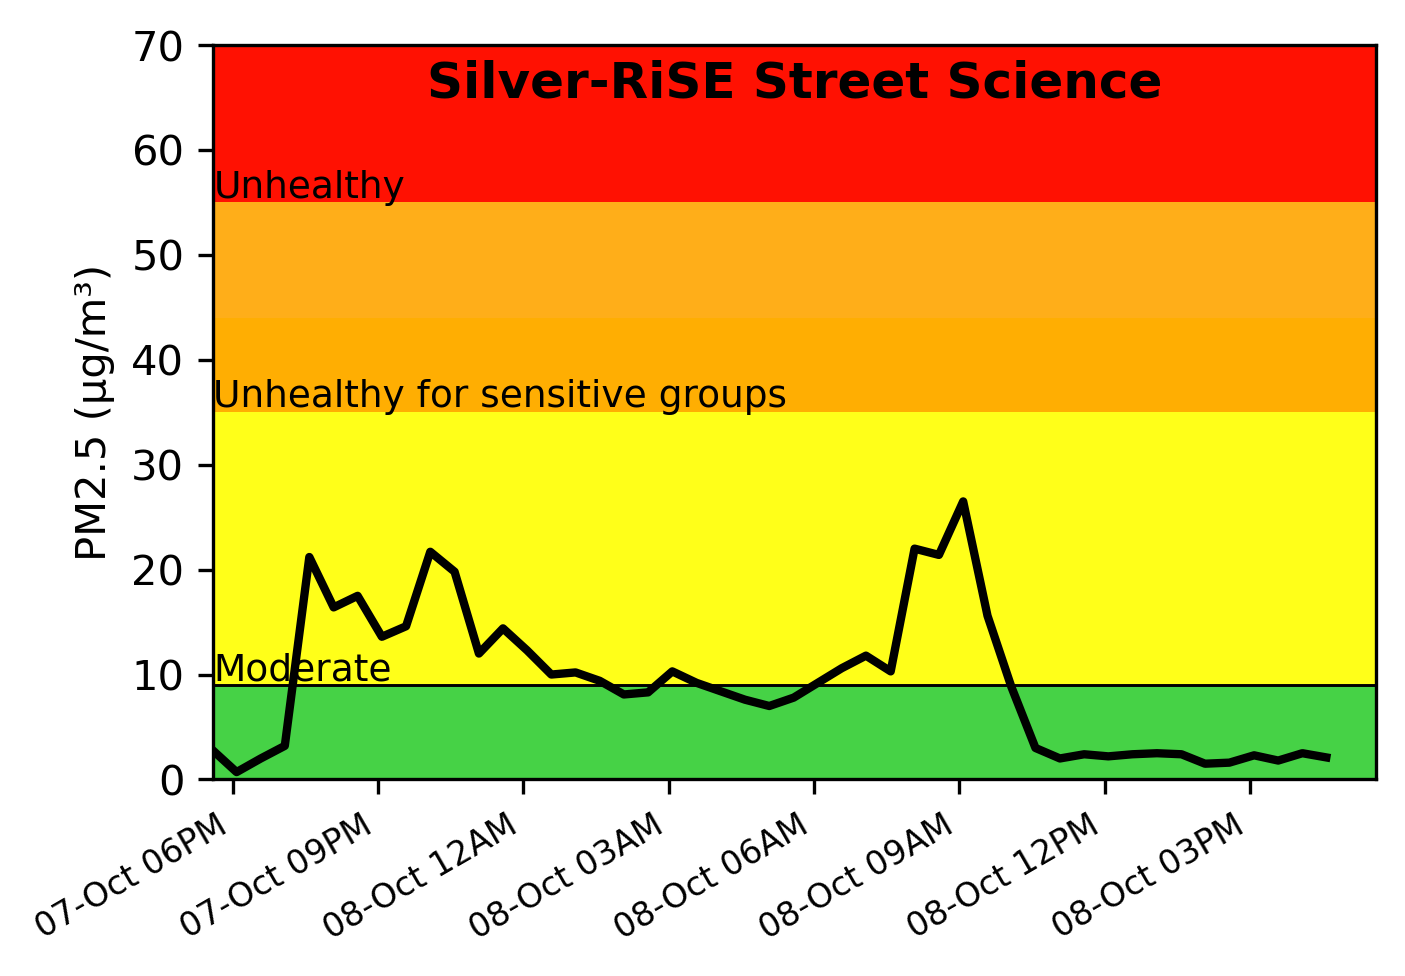 Silver-RiSE Street Science
70
60
50
40
30
20
10
0
PM2.5 (µg/m³)
Unhealthy
Unhealthy for sensitive groups
Moderate
07-Oct 06PM
07-Oct 09PM
08-Oct 12AM
08-Oct 03AM
08-Oct 06AM
08-Oct 09AM
08-Oct 12PM
08-Oct 03PM